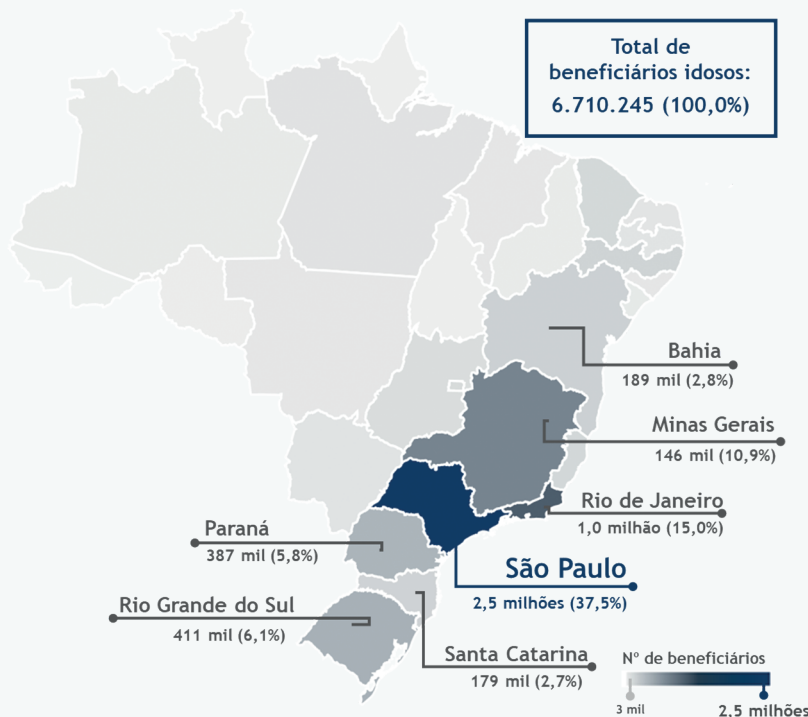 Total de
beneficiários idosos:
6.710.245 (100,0%)
Bahia
189 mil (2,8%)
Minas Gerais
146 mil (10,9%)
Rio de Janeiro
1,0 milhão (15,0%)
Paraná
387 mil (5,8%)
São Paulo
2,5 milhões (37,5%)
Rio Grande do Sul
411 mil (6,1%)
Santa Catarina
179 mil (2,7%)
Nº de beneficiários
3 mil
2,5 milhões